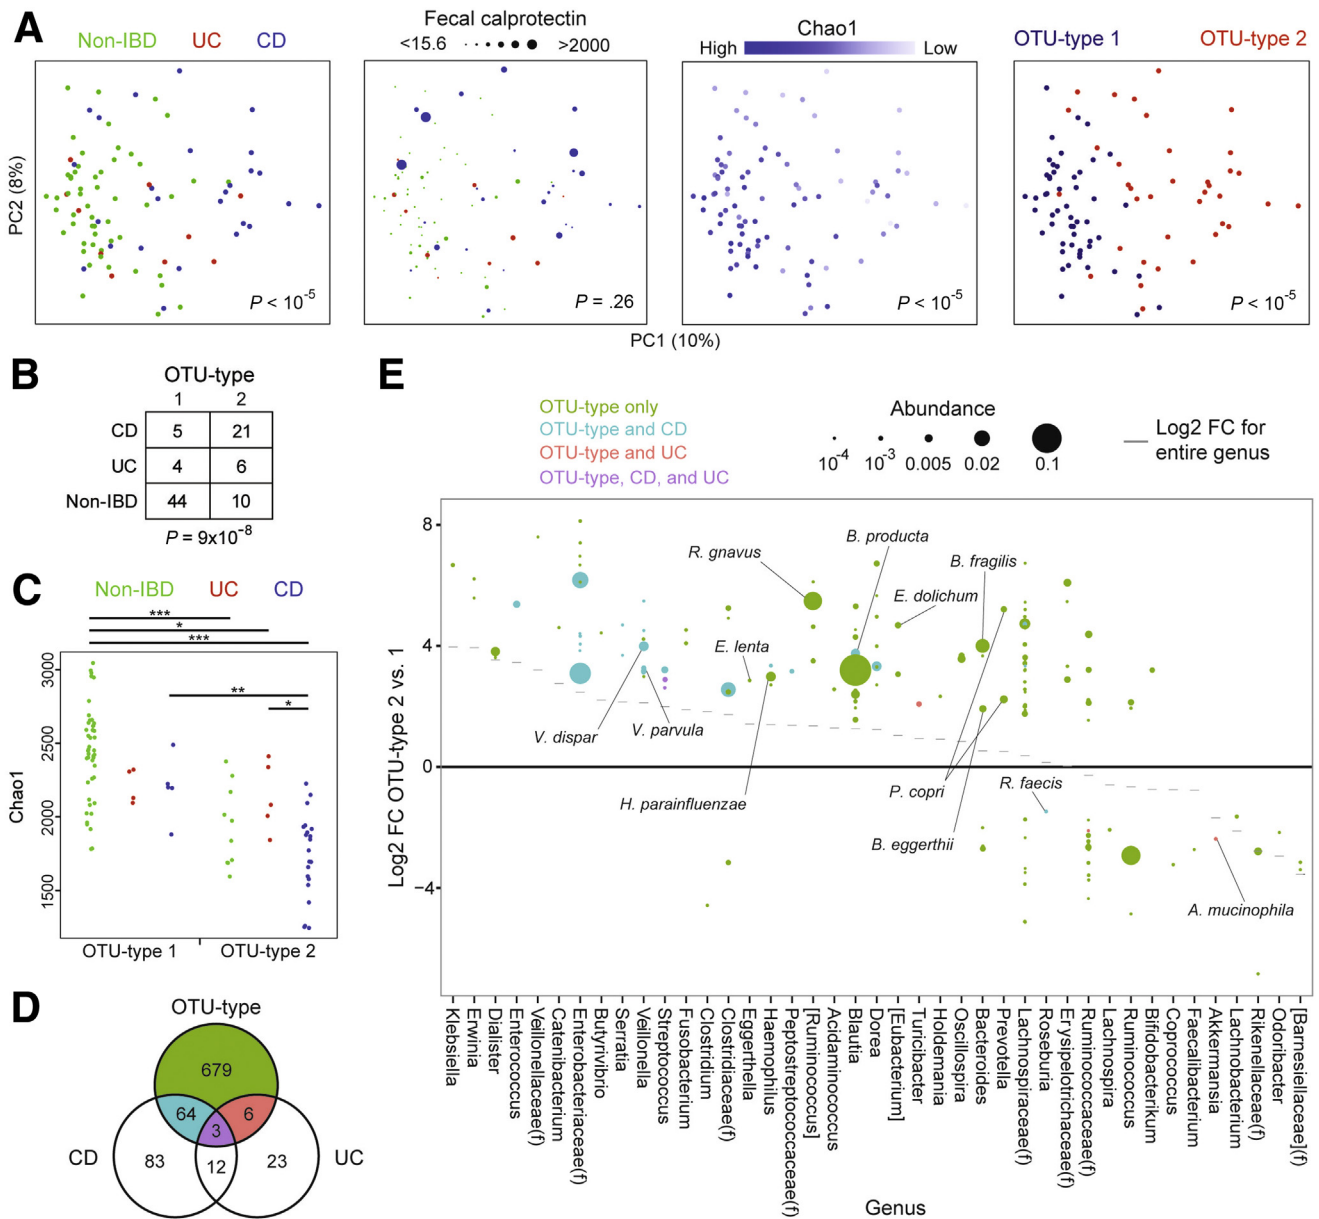 A
Non-IBD UC CD
Fecal calprotectin
<15.6 >2000
Chao1
High Low
OTU-type 1 OTU-type 2
PC2 (8%)
P < 10-5
P = .26
P < 10-5
P < 10-5
PC1 (10%)
B
OTU-type
1 2
CD 5 21
UC 4 6
Non-IBD 44 10
P = 9x10-8
C
Non-IBD UC CD
***
*
***
**
*
Chao1
3000
2500
2000
1500
OTU-type 1 OTU-type 2
D
OTU-type
679
64 6
3
CD 83 12 23 UC
E
OTU-type only
OTU-type and CD
OTU-type and UC
OTU-type, CD, and UC
Abundance
10-4 10-3 0.005 0.02 0.1
Log2 FC for
entire genus
Log2 FC OTU-type 2 vs. 1
8
4
0
−4
R. gnavus
B. producta
B. fragilis
E. dolichum
E. lenta
V. dispar
V. parvula
H. parainfluenzae
P. copri
R. faecis
B. eggerthii
A. mucinophila
Klebsiella
Erwinia
Dialister
Enterococcus
Veillonellaceae(f)
Catenibacterium
Enterobacteriaceae(f)
Butyrivibrio
Serratia
Veillonella
Streptococcus
Fusobacterium
Clostridium
Clostridiaceae(f)
Eggerthella
Haemophilus
Peptostreptococcaceae(f)
[Ruminococcus]
Acidaminococcus
Blautia
Dorea
[Eubacterium]
Turicibacter
Holdemania
Oscillospira
Bacteroides
Prevotella
Lachnospiraceae(f)
Roseburia
Erysipelotrichaceae(f)
Ruminococcaceae(f)
Lachnospira
Ruminococcus
Bifidobacterikum
Coprococcus
Faecalibacterium
Akkermansia
Lachnobacterium
Rikenellaceae(f)
Odoribacter
[Barnesiellaceae](f)
Genus